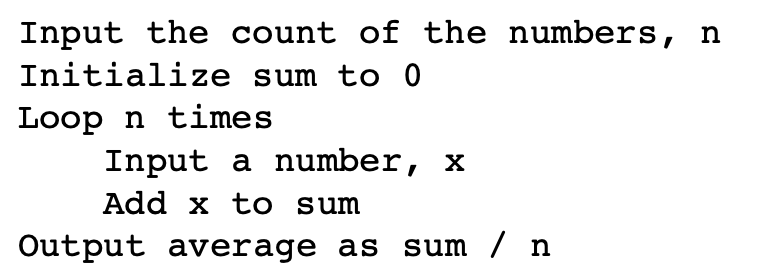 Input the count of the numbers, n
Initialize sum to 0
Loop n times
    Input a number, x
    Add x to sum
Output average as sum / n